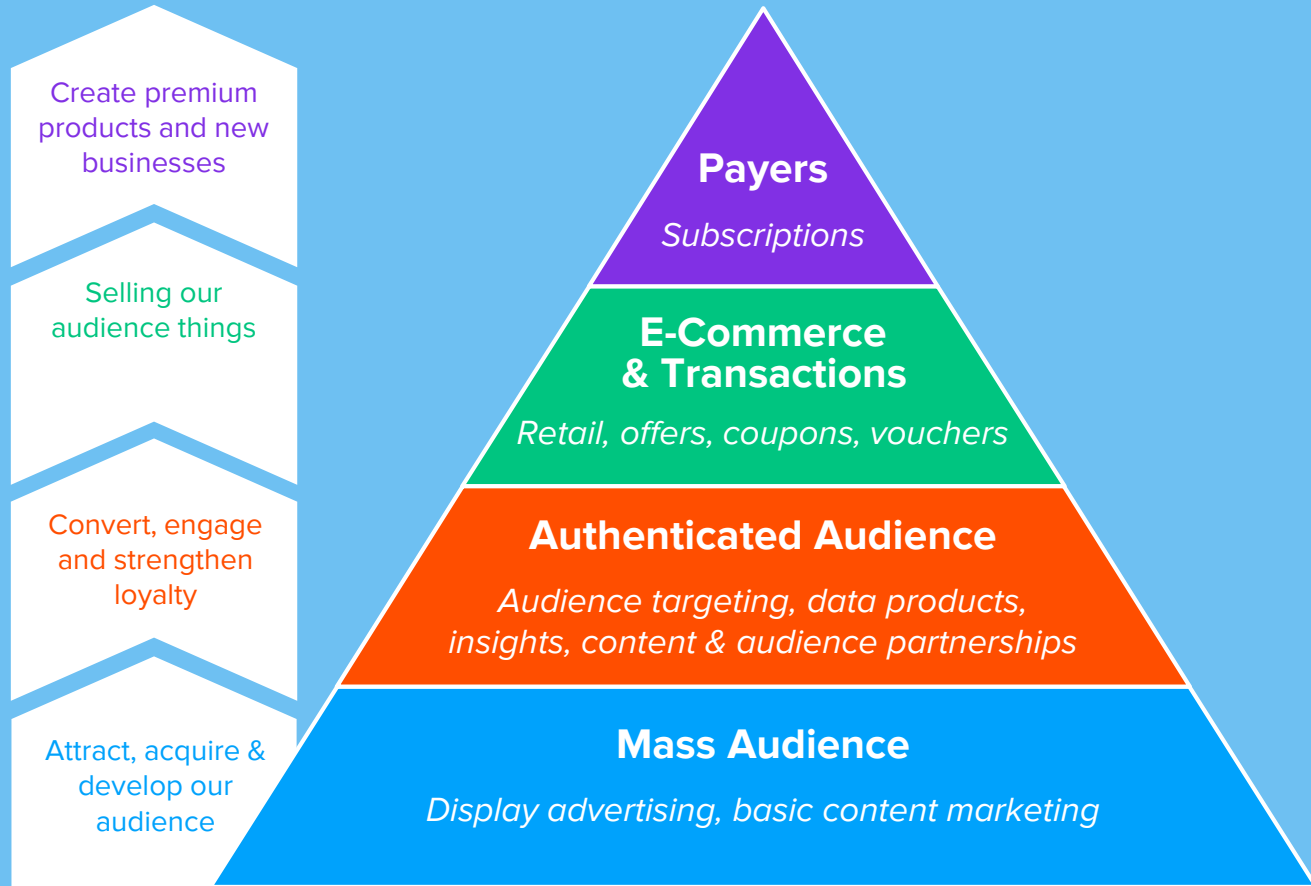 Create premium
products and new
businesses
Payers
Subscriptions
Selling our
audience things
E-Commerce
& Transactions
Retail, offers, coupons, vouchers
Convert, engage
and strengthen
loyalty
Authenticated Audience
Audience targeting, data products,
insights, content & audience partnerships
Attract, acquire &
develop our
audience
Mass Audience
Display advertising, basic content marketing